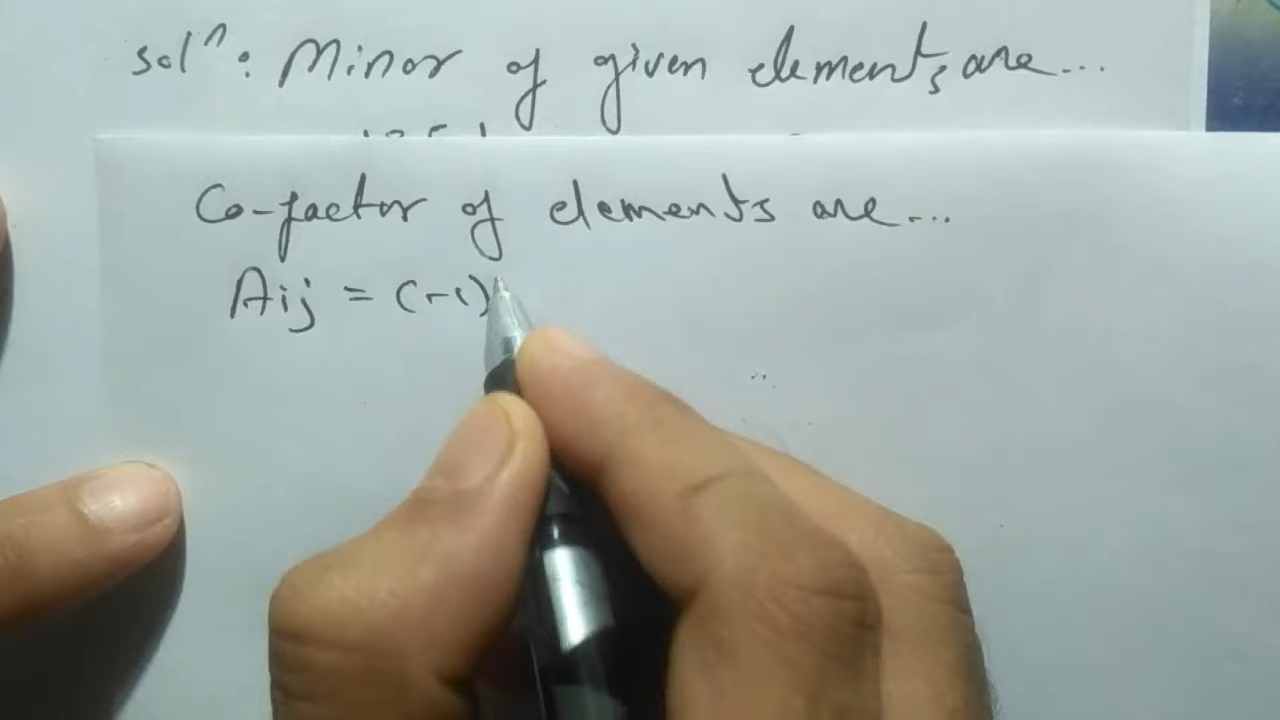 solⁿ: Minor of given elements are...
Co-factor of elements are...
Aij = (-1)